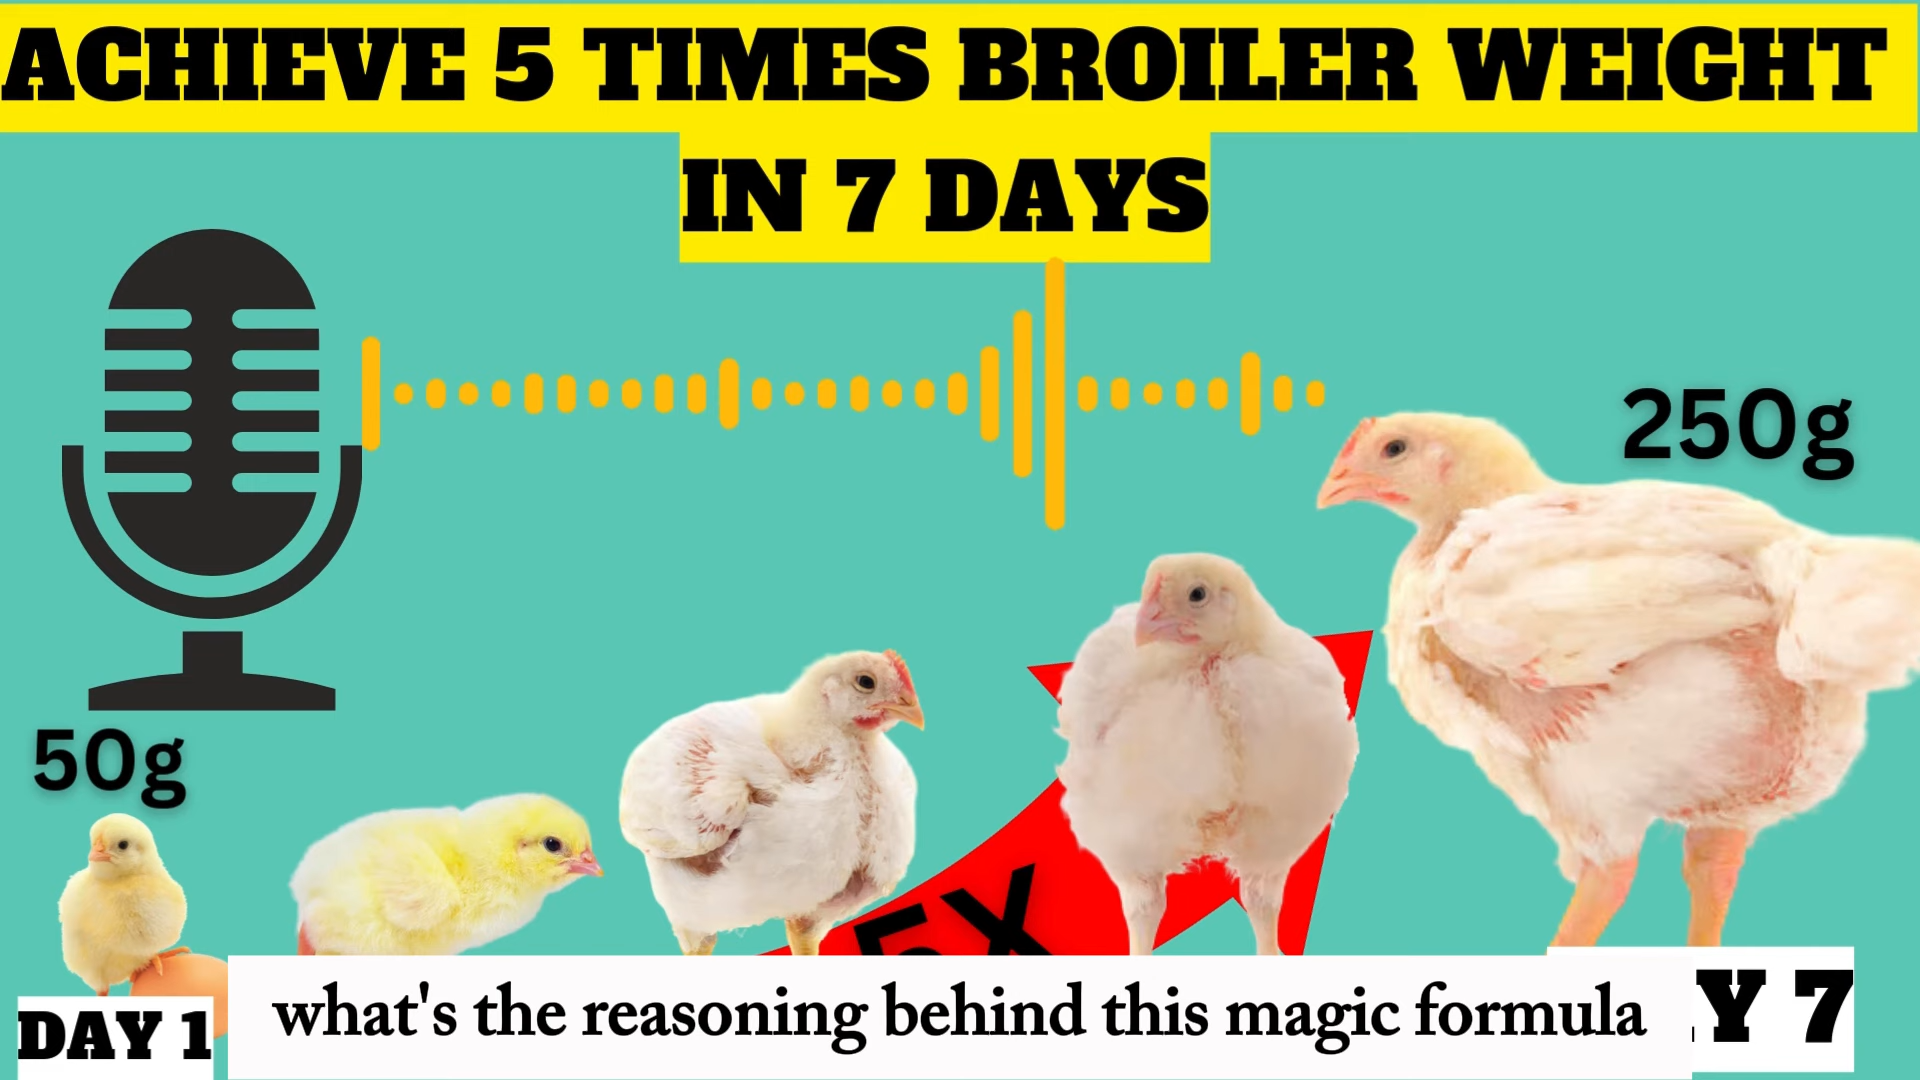 ACHIEVE 5 TIMES BROILER WEIGHT
IN 7 DAYS
250g
50g
5X
what's the reasoning behind this magic formula
DAY 1
Y 7